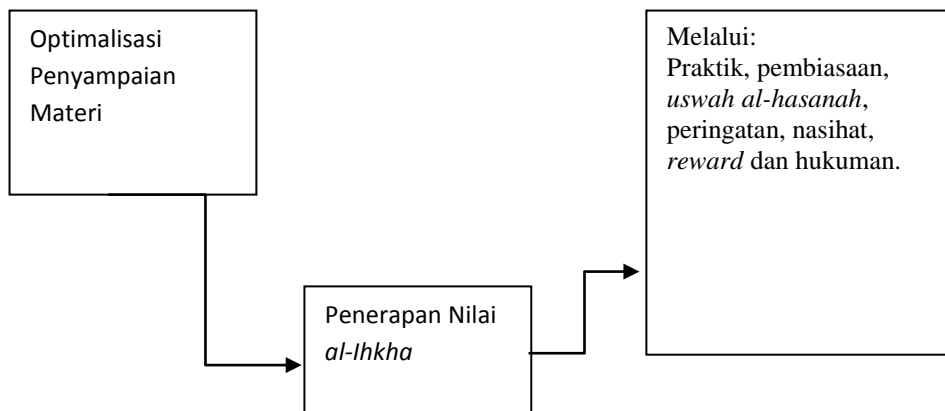 Optimalisasi
Penyampaian
Materi
Penerapan Nilai
al-Ihkha
Melalui:
Praktik, pembiasaan,
uswah al-hasanah,
peringatan, nasihat,
reward dan hukuman.